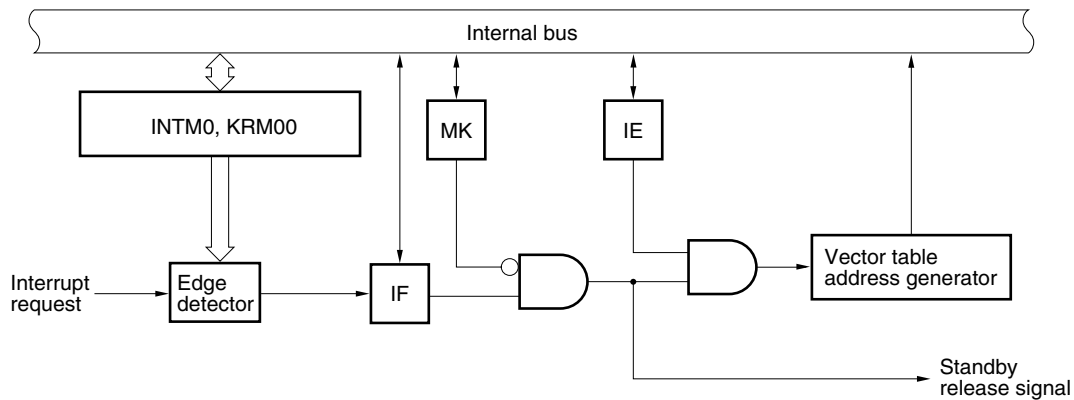 Internal bus
INTM0, KRM00
MK
IE
Interrupt
request
Edge
detector
IF
Vector table
address generator
Standby
release signal